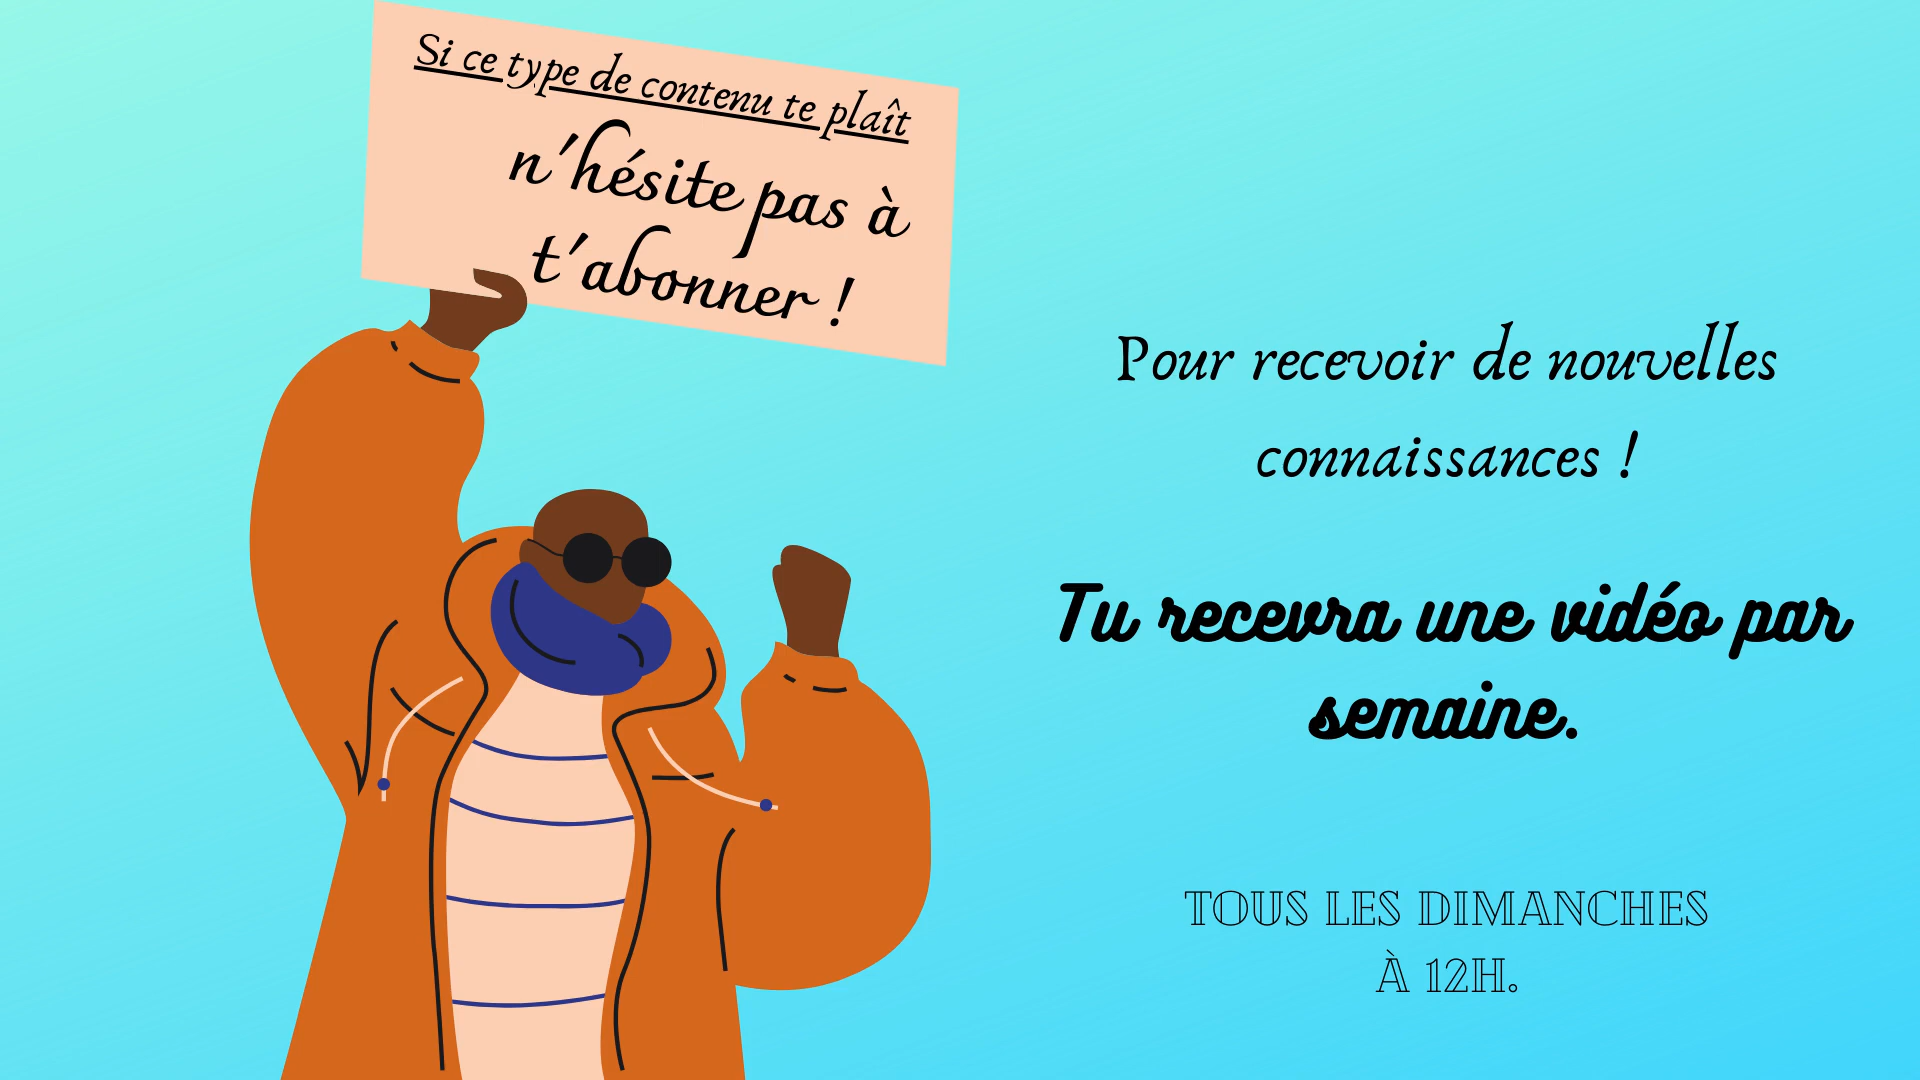 Si ce type de contenu te plaît
n'hésite pas à
t'abonner !
Pour recevoir de nouvelles
connaissances !
Tu recevra une vidéo par
semaine.
TOUS LES DIMANCHES
À 12H.